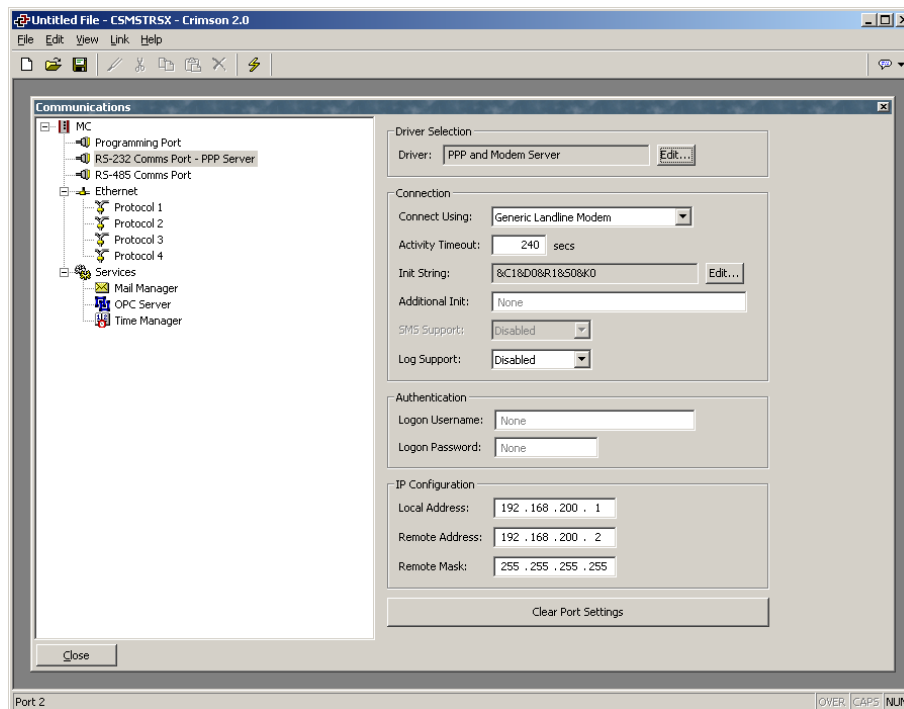 Untitled File - CSMSTRSX - Crimson 2.0
File Edit View Link Help
Communications
MC
Programming Port
RS-232 Comms Port - PPP Server
RS-485 Comms Port
Ethernet
Protocol 1
Protocol 2
Protocol 3
Protocol 4
Services
Mail Manager
OPC Server
Time Manager
Driver Selection
Driver: PPP and Modem Server Edit...
Connection
Connect Using: Generic Landline Modem
Activity Timeout: 240 secs
Init String: &C1&D0&R1&S0&K0 Edit...
Additional Init: None
SMS Support: Disabled
Log Support: Disabled
Authentication
Logon Username: None
Logon Password: None
IP Configuration
Local Address: 192 . 168 . 200 . 1
Remote Address: 192 . 168 . 200 . 2
Remote Mask: 255 . 255 . 255 . 255
Clear Port Settings
Close
Port 2 OVER CAPS NUM